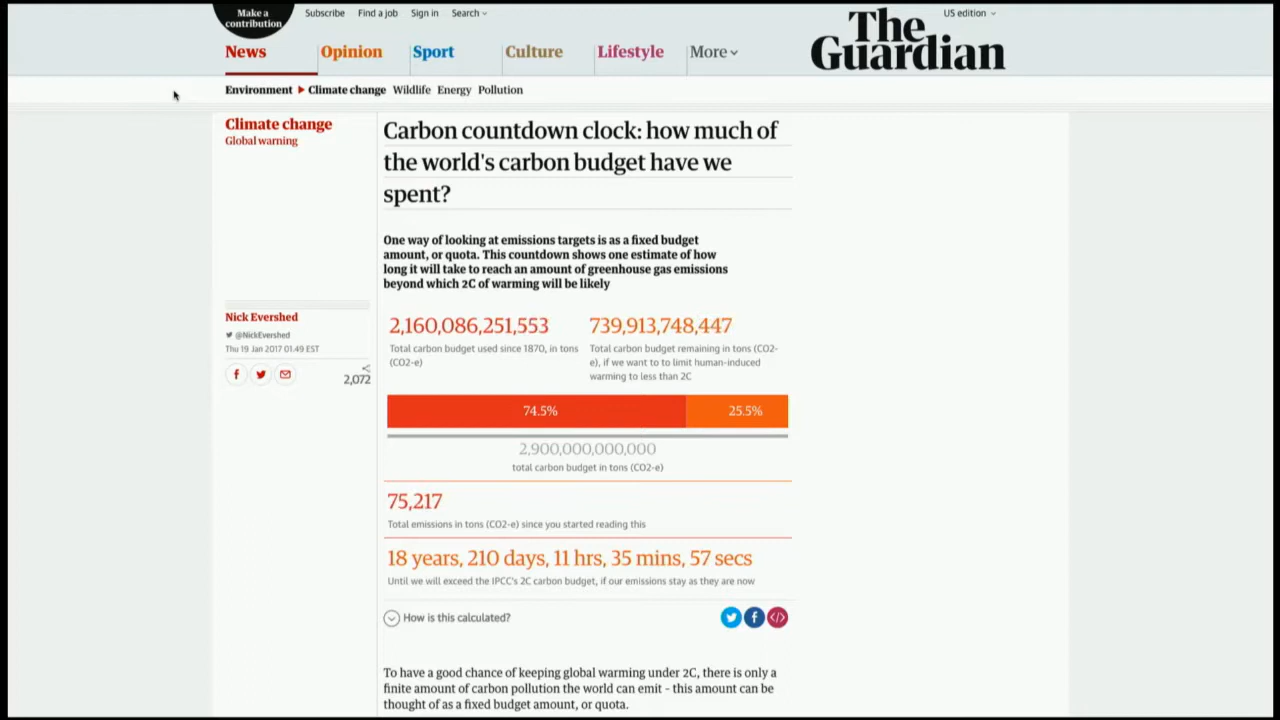 Make a
contribution
Subscribe Find a job Sign in Search
US edition
The
Guardian
News Opinion Sport Culture Lifestyle More
Environment Climate change Wildlife Energy Pollution
Climate change
Global warning
Carbon countdown clock: how much of
the world's carbon budget have we
spent?
One way of looking at emissions targets is as a fixed budget
amount, or quota. This countdown shows one estimate of how
long it will take to reach an amount of greenhouse gas emissions
beyond which 2C of warming will be likely
Nick Evershed
@NickEvershed
Thu 19 Jan 2017 01.49 EST
2,072
2,160,086,251,553
Total carbon budget used since 1870, in tons
(CO2-e)
739,913,748,447
Total carbon budget remaining in tons (CO2-
e), if we want to to limit human-induced
warming to less than 2C
74.5% 25.5%
2,900,000,000,000
total carbon budget in tons (CO2-e)
75,217
Total emissions in tons (CO2-e) since you started reading this
18 years, 210 days, 11 hrs, 35 mins, 57 secs
Until we will exceed the IPCC's 2C carbon budget, if our emissions stay as they are now
How is this calculated?
To have a good chance of keeping global warming under 2C, there is only a
finite amount of carbon pollution the world can emit - this amount can be
thought of as a fixed budget amount, or quota.